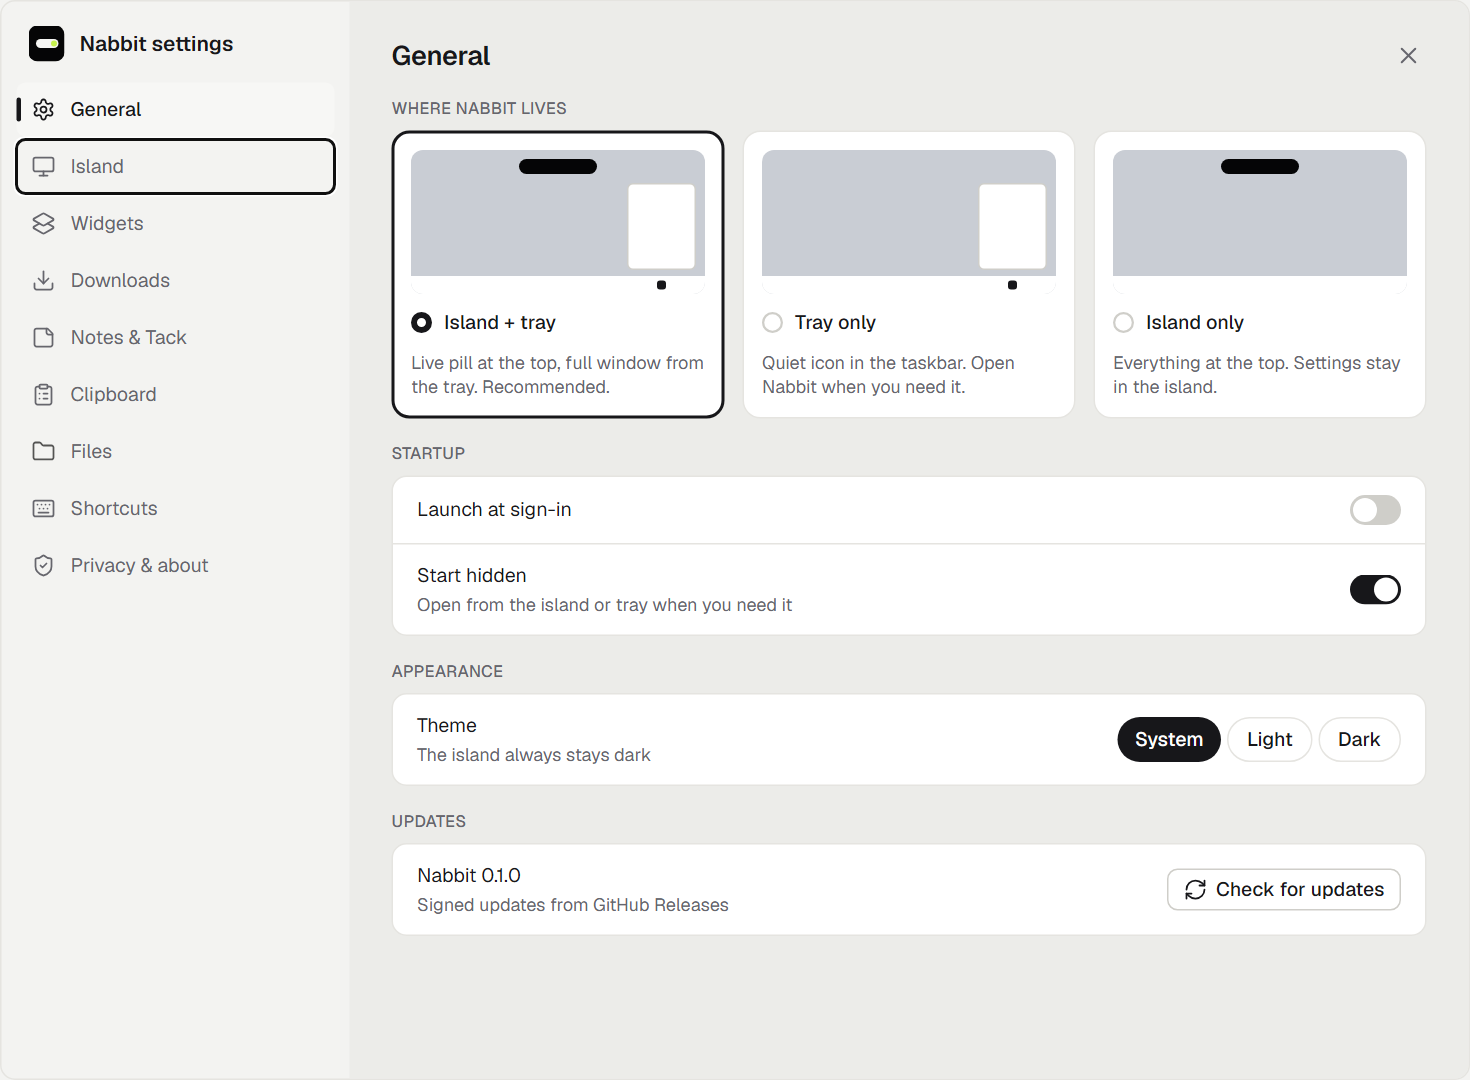 Nabbit settings
General
Island
Widgets
Downloads
Notes & Tack
Clipboard
Files
Shortcuts
Privacy & about
General
WHERE NABBIT LIVES
Island + tray
Live pill at the top, full window from
the tray. Recommended.
Tray only
Quiet icon in the taskbar. Open
Nabbit when you need it.
Island only
Everything at the top. Settings stay
in the island.
STARTUP
Launch at sign-in
Start hidden
Open from the island or tray when you need it
APPEARANCE
Theme
The island always stays dark
System
Light
Dark
UPDATES
Nabbit 0.1.0
Signed updates from GitHub Releases
Check for updates